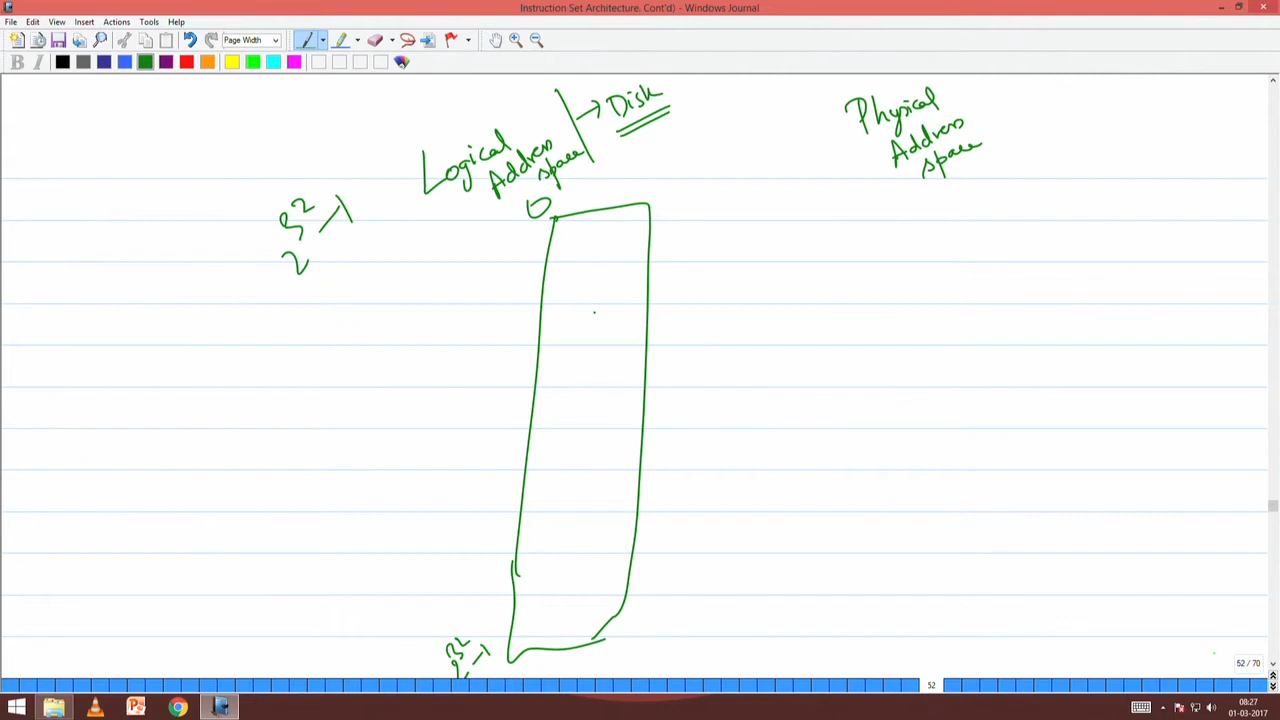 Instruction Set Architecture. Cont'd) - Windows Journal
File Edit View Insert Actions Tools Help
Page Width
B I
Logical Address space → Disk
Physical Address space
0
2^32-1
2^32-1
52 / 70
52
08:27
01-03-2017